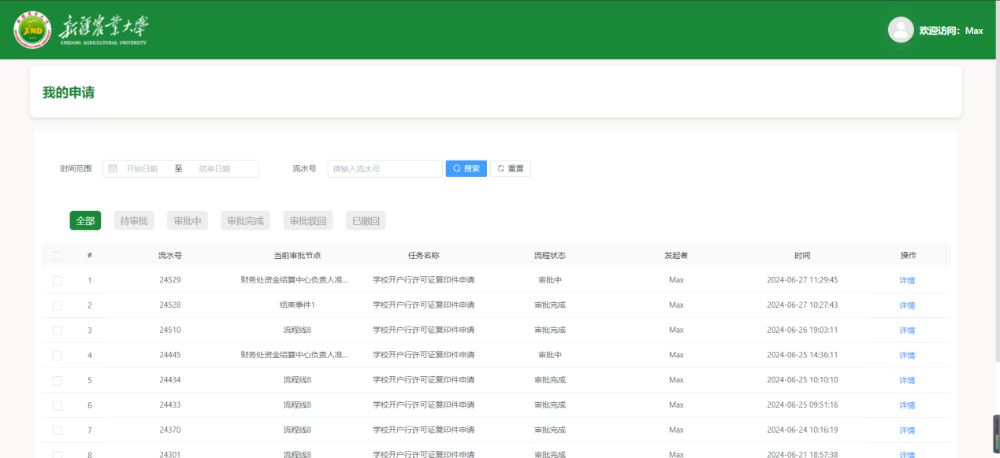 新疆农业大学
XINJIANG AGRICULTURAL UNIVERSITY
XND
欢迎访问：Max
我的申请
时间范围 开始日期 至 结束日期 流水号 请输入流水号 搜索 重置
全部 待审批 审批中 审批完成 审批驳回 已撤回
# 流水号 当前审批节点 任务名称 流程状态 发起者 时间 操作
1 24529 财务处资金结算中心负责人准... 学校开户行许可证复印件申请 审批中 Max 2024-06-27 11:29:45 详情
2 24528 结束事件1 学校开户行许可证复印件申请 审批完成 Max 2024-06-27 10:27:43 详情
3 24510 流程线8 学校开户行许可证复印件申请 审批完成 Max 2024-06-26 19:03:11 详情
4 24445 财务处资金结算中心负责人准... 学校开户行许可证复印件申请 审批中 Max 2024-06-25 14:36:11 详情
5 24434 流程线8 学校开户行许可证复印件申请 审批完成 Max 2024-06-25 10:10:10 详情
6 24433 流程线8 学校开户行许可证复印件申请 审批完成 Max 2024-06-25 09:51:16 详情
7 24370 流程线8 学校开户行许可证复印件申请 审批完成 Max 2024-06-24 10:16:19 详情
8 24301 流程线8 学校开户行许可证复印件申请 审批完成 Max 2024-06-21 18:57:38 详情